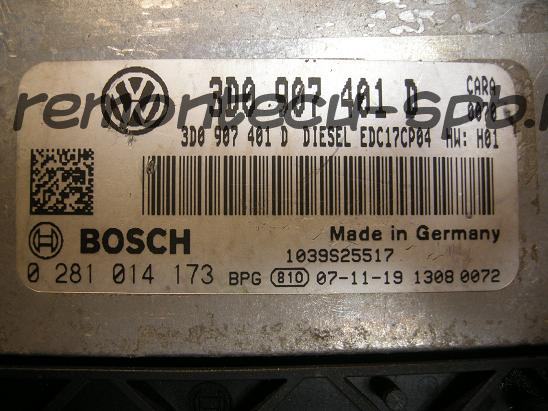 3D0 907 401 D
CARA
0070
remontecu-spb.ru
3D0 907 401 D DIESEL EDC17CP04 HW: H01
BOSCH
Made in Germany
1039S25517
0 281 014 173 BPG 810 07-11-19 1308 0072